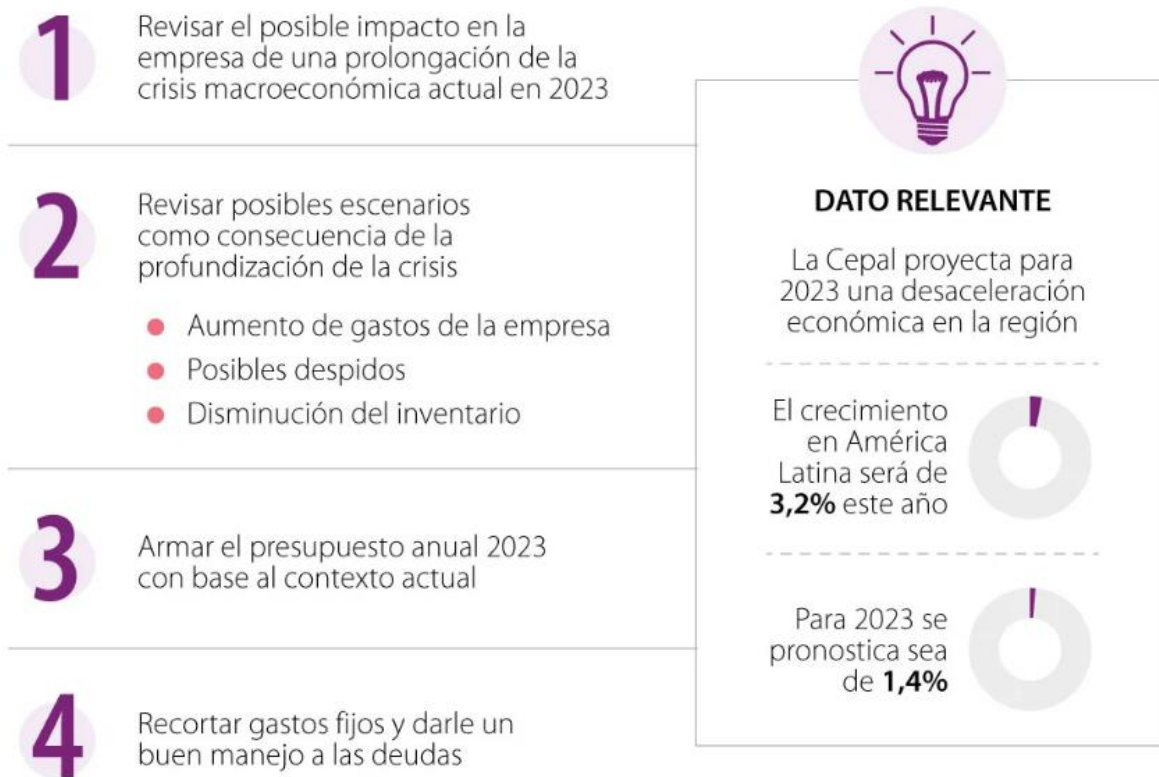 1
Revisar el posible impacto en la
empresa de una prolongación de la
crisis macroeconómica actual en 2023
2
Revisar posibles escenarios
como consecuencia de la
profundización de la crisis
Aumento de gastos de la empresa
Posibles despidos
Disminución del inventario
3
Armar el presupuesto anual 2023
con base al contexto actual
4
Recortar gastos fijos y darle un
buen manejo a las deudas
DATO RELEVANTE
La Cepal proyecta para
2023 una desaceleración
económica en la región
El crecimiento
en América
Latina será de
3,2% este año
Para 2023 se
pronostica sea
de 1,4%